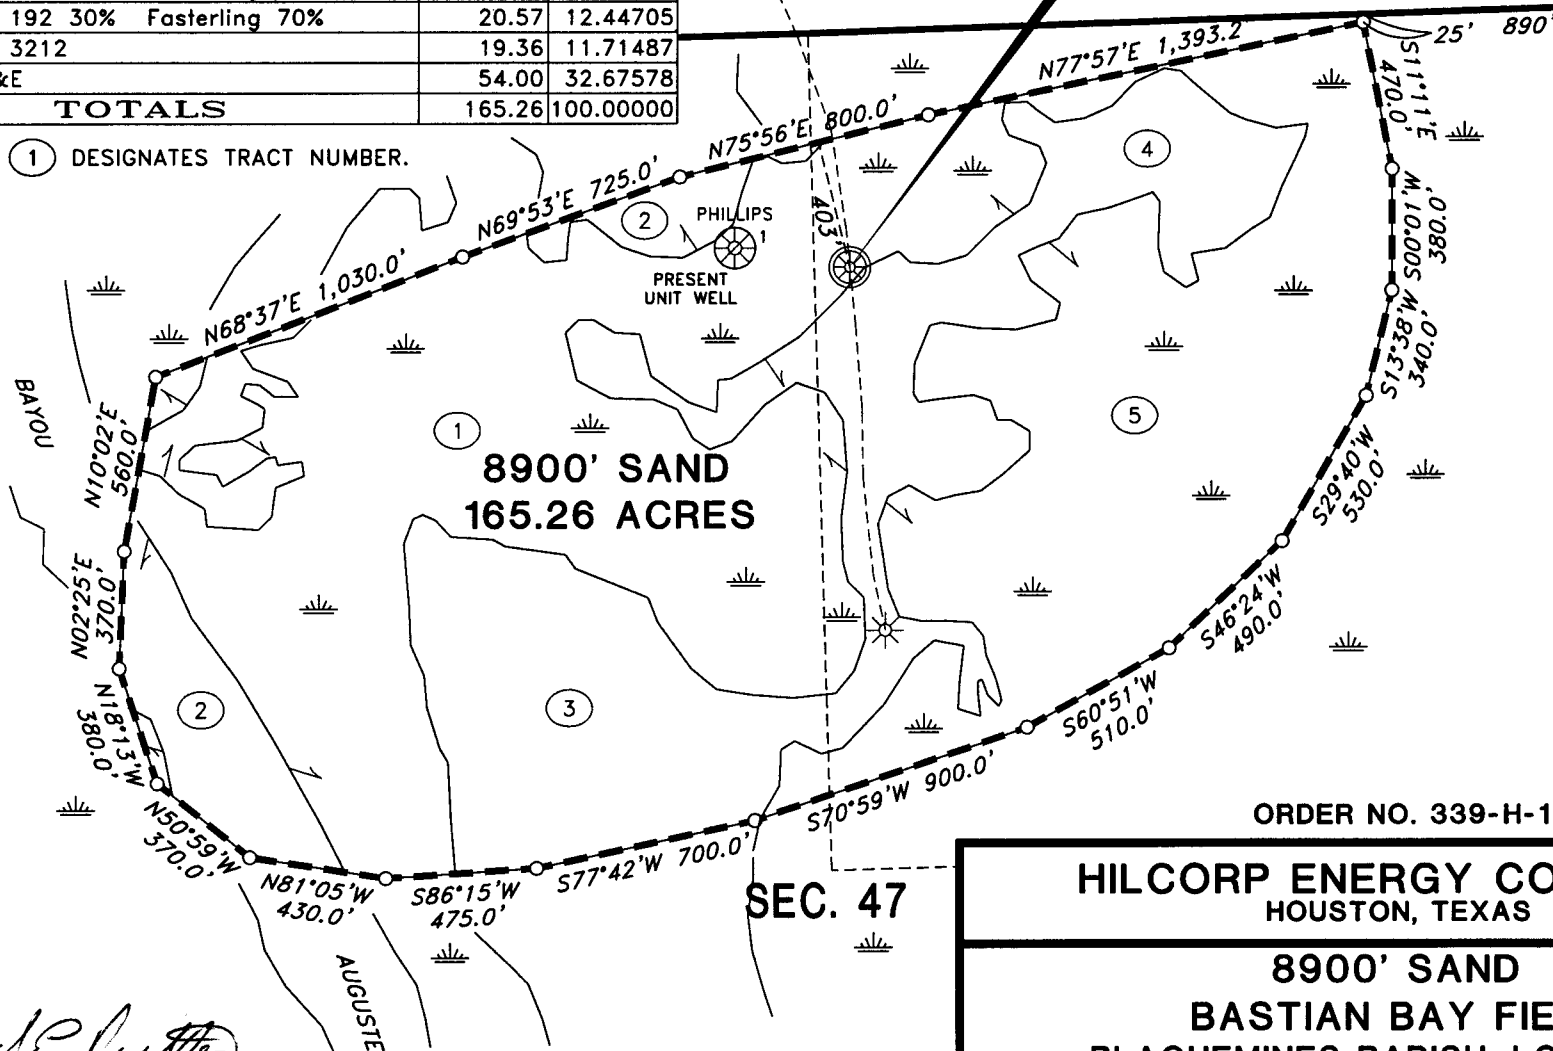 192 30% Fasterling 70% 20.57 12.44705
3212 19.36 11.71487
&E 54.00 32.67578
TOTALS 165.26 100.00000
1 DESIGNATES TRACT NUMBER.
25' 890'
N77°57'E 1,393.2'
S11°11'E
470.0'
N75°56'E 800.0'
4
N69°53'E 725.0'
2
PHILLIPS
1
403'
PRESENT
UNIT WELL
S00°01'W
380.0'
N68°37'E 1,030.0'
S13°38'W
340.0'
BAYOU
N10°02'E
560.0'
1
5
8900' SAND
165.26 ACRES
S29°40'W
530.0'
N02°25'E
370.0'
S46°24'W
490.0'
N18°13'W
380.0'
2
3
S60°51'W
510.0'
N50°59'W
370.0'
S70°59'W 900.0'
N81°05'W
430.0'
S86°15'W
475.0'
S77°42'W 700.0'
SEC. 47
AUGUSTE
ORDER NO. 339-H-1
HILCORP ENERGY CO
HOUSTON, TEXAS
8900' SAND
BASTIAN BAY FIE
PLAQUEMINES PARISH, LO